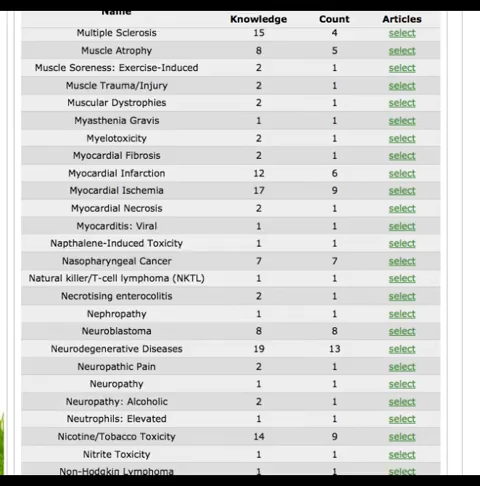 Name Knowledge Count Articles
Multiple Sclerosis 15 4 select
Muscle Atrophy 8 5 select
Muscle Soreness: Exercise-Induced 2 1 select
Muscle Trauma/Injury 2 1 select
Muscular Dystrophies 2 1 select
Myasthenia Gravis 1 1 select
Myelotoxicity 2 1 select
Myocardial Fibrosis 2 1 select
Myocardial Infarction 12 6 select
Myocardial Ischemia 17 9 select
Myocardial Necrosis 2 1 select
Myocarditis: Viral 1 1 select
Napthalene-Induced Toxicity 1 1 select
Nasopharyngeal Cancer 7 7 select
Natural killer/T-cell lymphoma (NKTL) 1 1 select
Necrotising enterocolitis 2 1 select
Nephropathy 1 1 select
Neuroblastoma 8 8 select
Neurodegenerative Diseases 19 13 select
Neuropathic Pain 2 1 select
Neuropathy 1 1 select
Neuropathy: Alcoholic 2 1 select
Neutrophils: Elevated 1 1 select
Nicotine/Tobacco Toxicity 14 9 select
Nitrite Toxicity 1 1 select
Non-Hodgkin Lymphoma 1 1 select